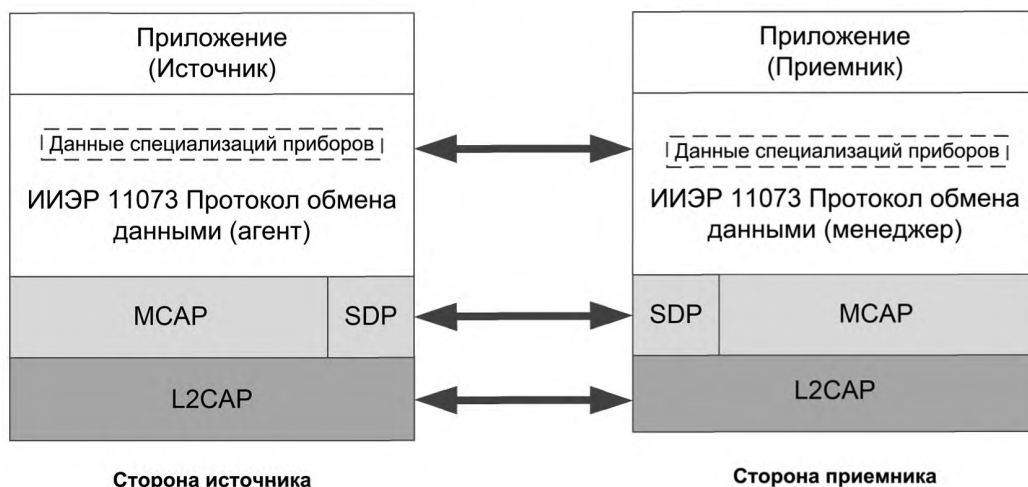 Приложение
(Источник)
Данные специализаций приборов
ИИЭР 11073 Протокол обмена
данными (агент)
MCAP
SDP
L2CAP
Сторона источника
Приложение
(Приемник)
Данные специализаций приборов
ИИЭР 11073 Протокол обмена
данными (менеджер)
SDP
MCAP
L2CAP
Сторона приемника